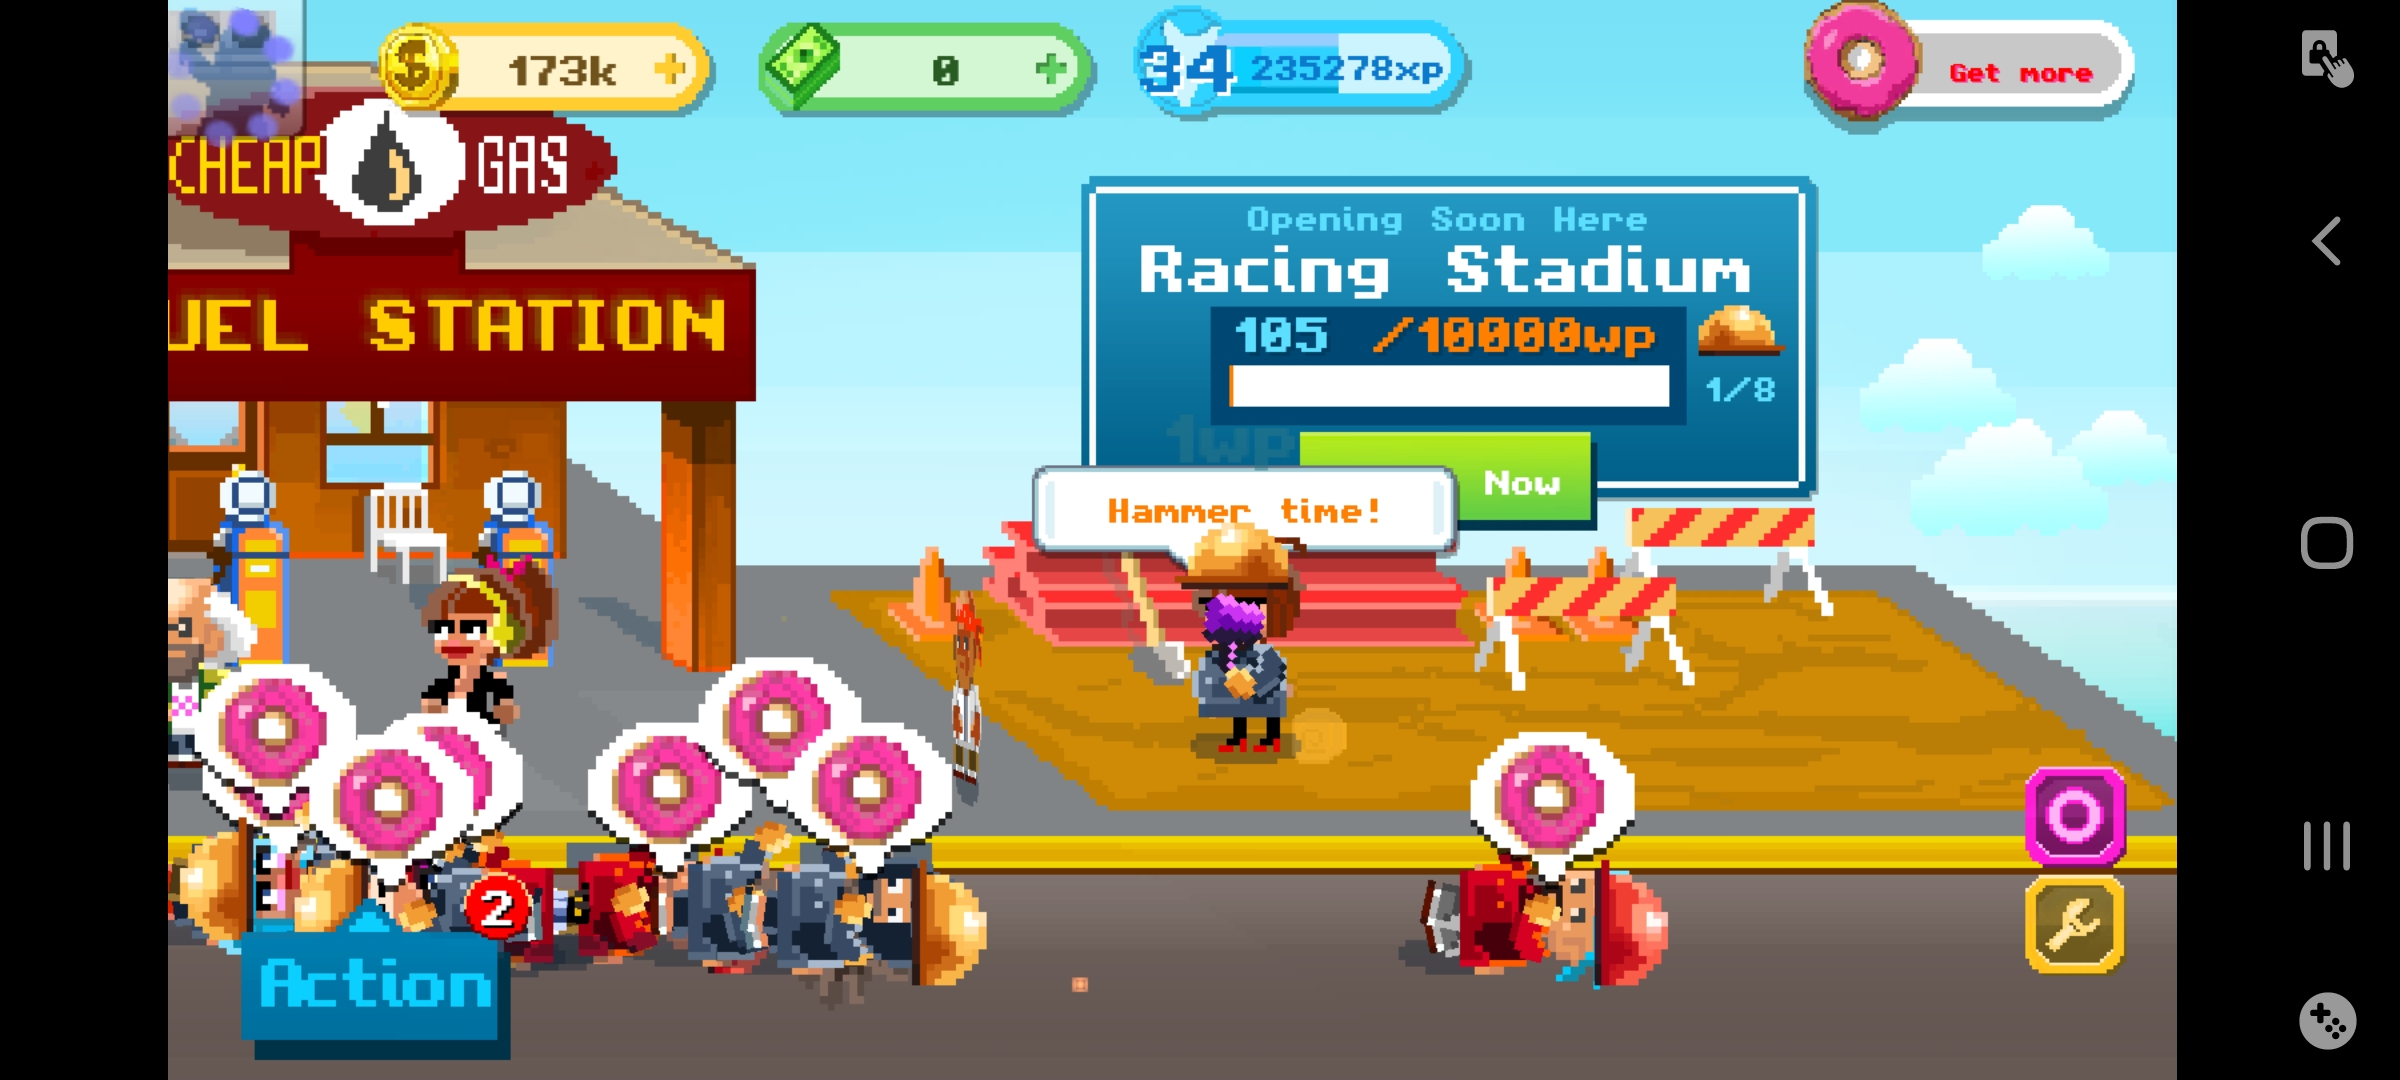 173k
0
34
235278xp
Get more
CHEAP GAS
UEL STATION
Opening Soon Here
Racing Stadium
105 /10000wp
1/8
1wp
Now
Hammer time!
2
Action